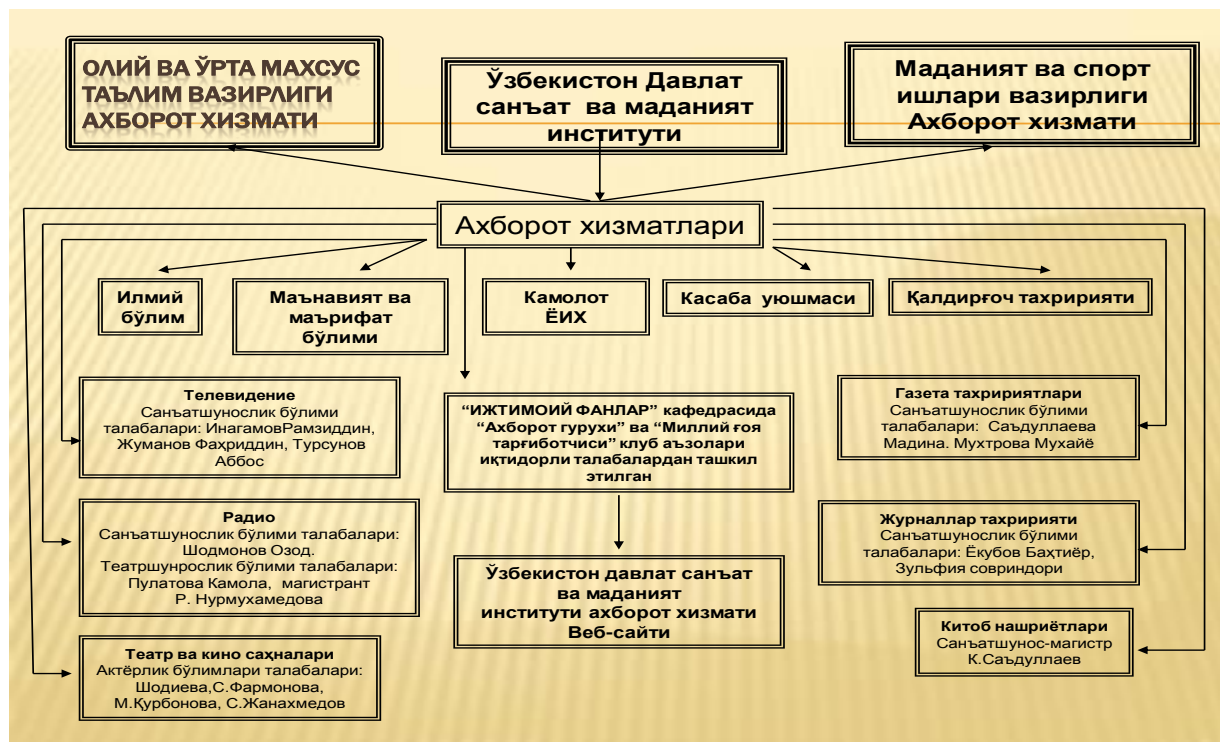 ОЛИЙ ВА ЎРТА МАХСУС
ТАЪЛИМ ВАЗИРЛИГИ
АХБОРОТ ХИЗМАТИ
Ўзбекистон Давлат
санъат ва маданият
институти
Маданият ва спорт
ишлари вазирлиги
Ахборот хизмати
Ахборот хизматлари
Илмий
бўлим
Маънавият ва
маърифат
бўлими
Камолот
ЁИХ
Касаба уюшмаси
Қалдирғоч тахририяти
Телевидение
Санъатшунослик бўлими
талабалари: ИнагамовРамзиддин,
Жуманов Фаҳриддин, Турсунов
Аббос
“ИЖТИМОИЙ ФАНЛАР” кафедрасида
“Ахборот гурухи” ва “Миллий ғоя
тарғиботчиси” клуб аъзолари
иқтидорли талабалардан ташкил
этилган
Газета тахририятлари
Санъатшунослик бўлими
талабалари: Саъдуллаева
Мадина. Мухтрова Мухайё
Радио
Санъатшунослик бўлими талабалари:
Шодмонов Озод.
Театршунрослик бўлими талабалари:
Пулатова Камола, магистрант
Р. Нурмухамедова
Журналлар тахририяти
Санъатшунослик бўлими
талабалари: Ёкубов Баҳтиёр,
Зульфия совриндори
Ўзбекистон давлат санъат
ва маданият
институти ахборот хизмати
Веб-сайти
Театр ва кино саҳналари
Актёрлик бўлимлари талабалари:
Шодиева,С.Фармонова,
М.Қурбонова, С.Жанахмедов
Китоб нашриётлари
Санъатшунос-магистр
К.Саъдуллаев